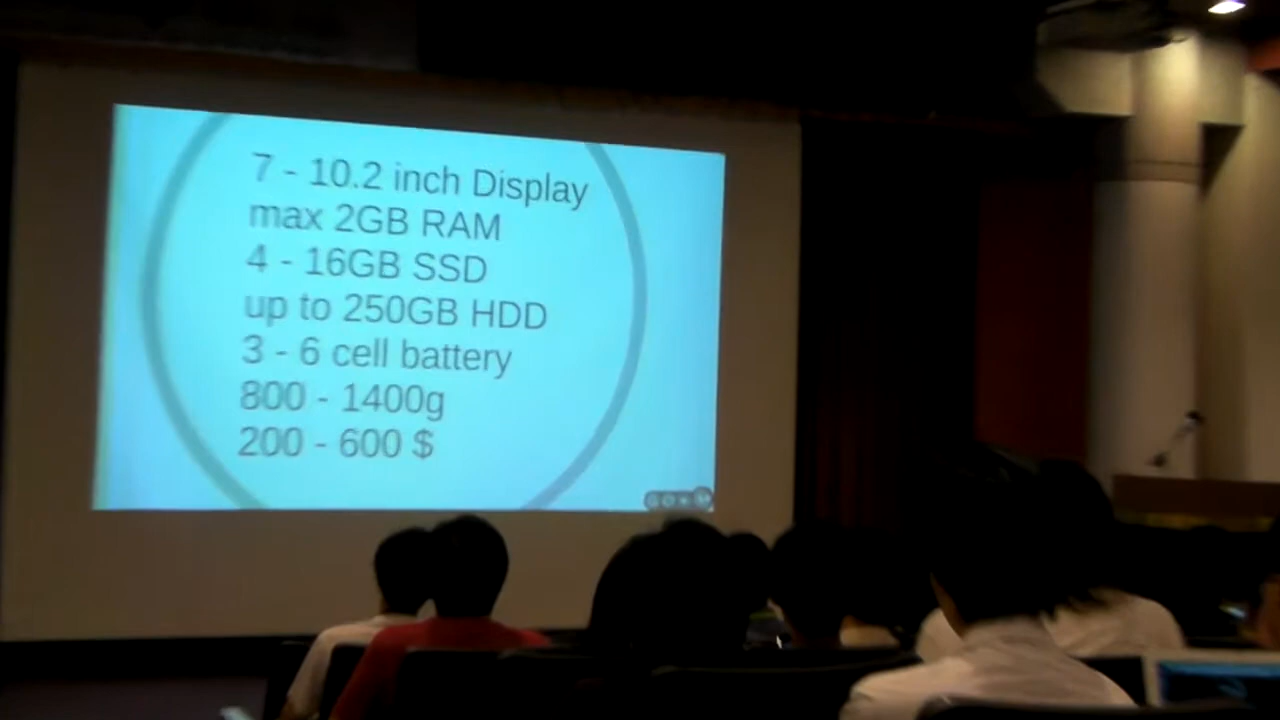 7 - 10.2 inch Display
max 2GB RAM
4 - 16GB SSD
up to 250GB HDD
3 - 6 cell battery
800 - 1400g
200 - 600 $